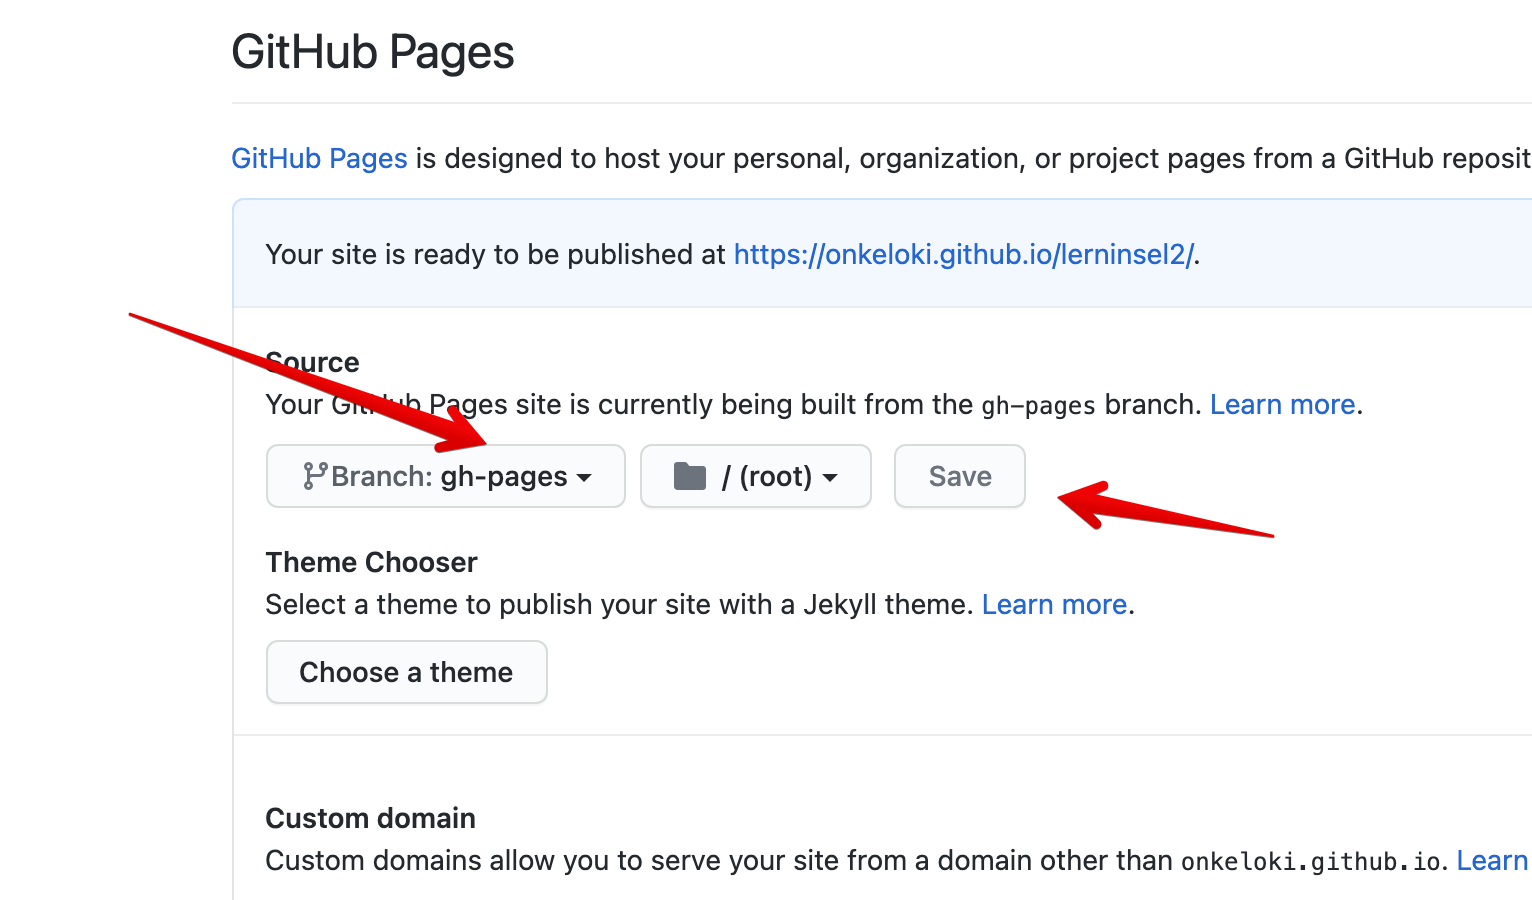 GitHub Pages
GitHub Pages is designed to host your personal, organization, or project pages from a GitHub reposit
Your site is ready to be published at https://onkeloki.github.io/lerninsel2/.
Source
Your GitHub Pages site is currently being built from the gh-pages branch. Learn more.
Branch: gh-pages / (root) Save
Theme Chooser
Select a theme to publish your site with a Jekyll theme. Learn more.
Choose a theme
Custom domain
Custom domains allow you to serve your site from a domain other than onkeloki.github.io. Learn